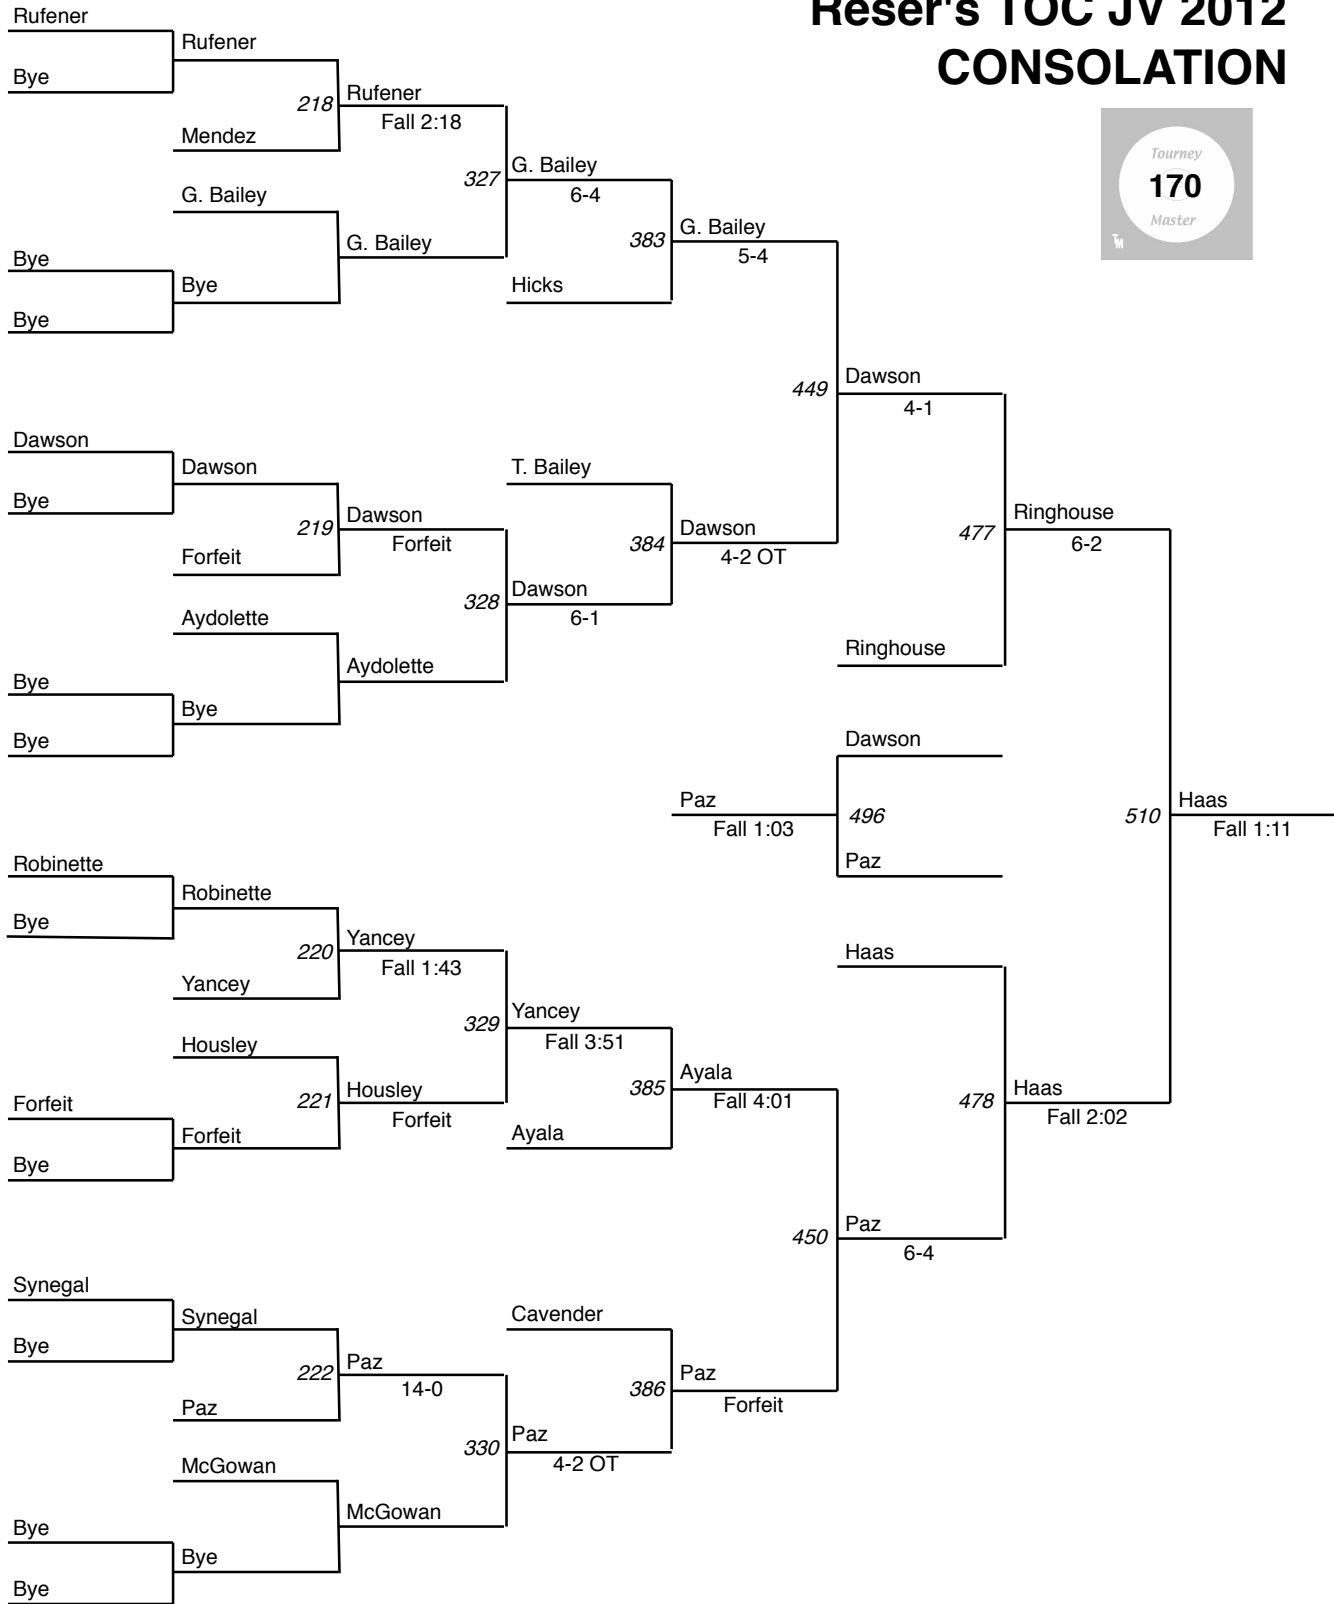 Reser's TOC JV 2012
CONSOLATION
Tourney
170
Master
TM
Rufener
Rufener
Bye
218
Rufener
Fall 2:18
Mendez
327
G. Bailey
6-4
G. Bailey
G. Bailey
383
G. Bailey
5-4
Bye
Bye
Hicks
Bye
449
Dawson
4-1
Dawson
Dawson
T. Bailey
Bye
219
Dawson
Forfeit
384
Dawson
4-2 OT
477
Ringhouse
6-2
Forfeit
328
Dawson
6-1
Aydolette
Aydolette
Ringhouse
Bye
Bye
Bye
Dawson
Paz
Fall 1:03
496
510
Haas
Fall 1:11
Paz
Robinette
Robinette
Bye
220
Yancey
Fall 1:43
Haas
Yancey
329
Yancey
Fall 3:51
Housley
385
Ayala
Fall 4:01
221
Housley
Forfeit
478
Haas
Fall 2:02
Forfeit
Forfeit
Ayala
Bye
450
Paz
6-4
Synegal
Synegal
Cavender
Bye
222
Paz
14-0
386
Paz
Forfeit
Paz
330
Paz
4-2 OT
McGowan
McGowan
Bye
Bye
Bye